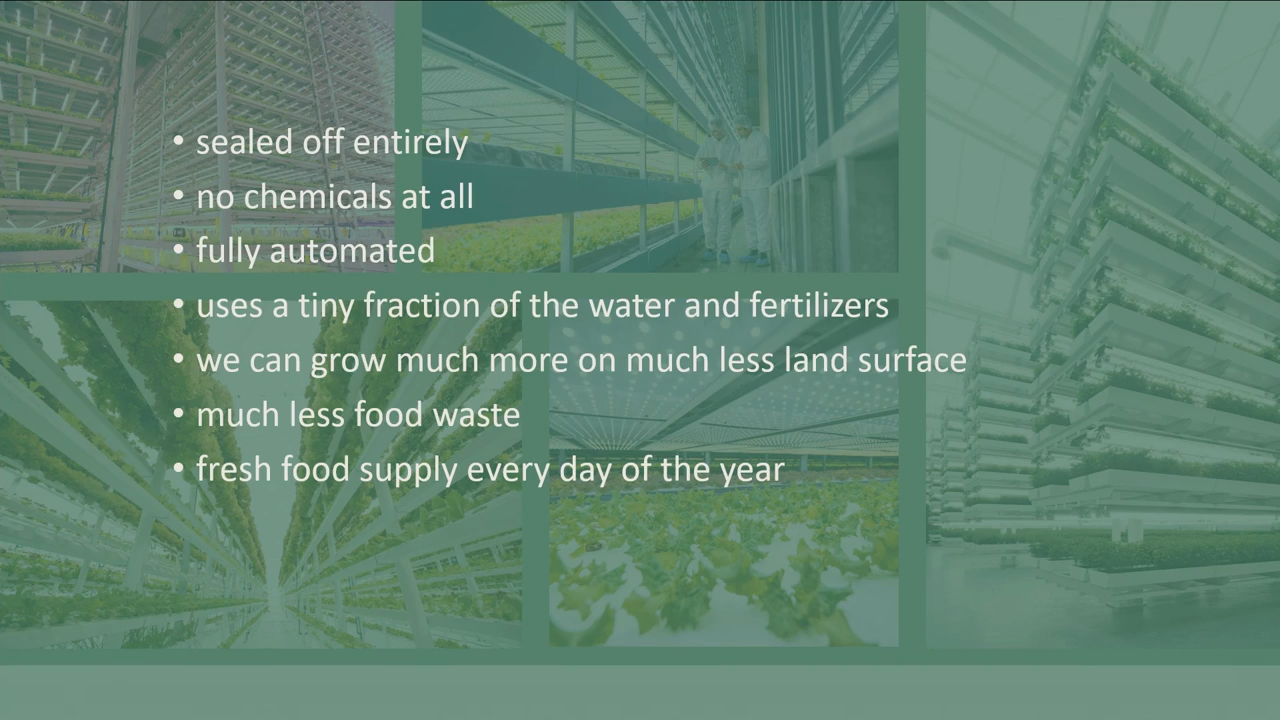 • sealed off entirely
• no chemicals at all
• fully automated
• uses a tiny fraction of the water and fertilizers
• we can grow much more on much less land surface
• much less food waste
• fresh food supply every day of the year